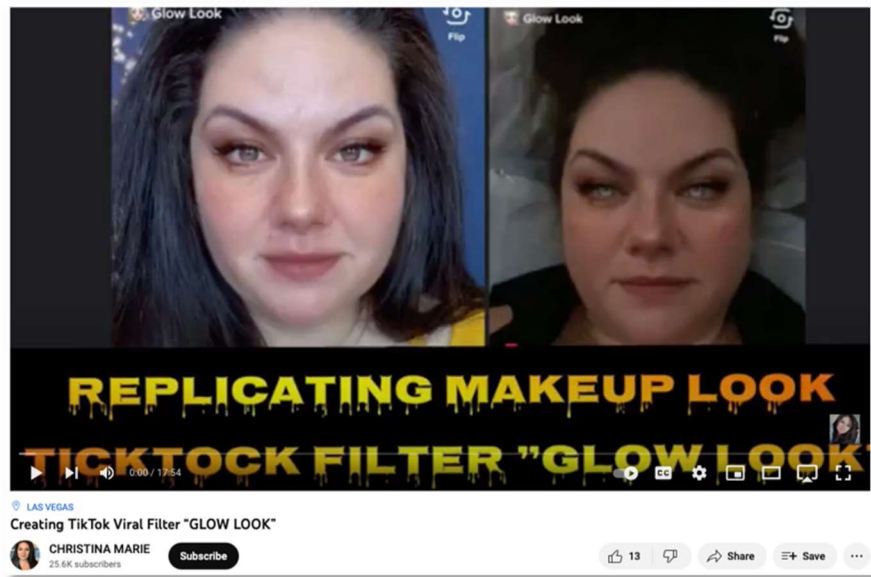 Glow Look
Flip
Glow Look
Flip
REPLICATING MAKEUP LOOK
TICKTOCK FILTER "GLOW LOOK"
0:00 / 17:54
CC
LAS VEGAS
Creating TikTok Viral Filter "GLOW LOOK"
CHRISTINA MARIE
25.6K subscribers
Subscribe
13
Share
Save